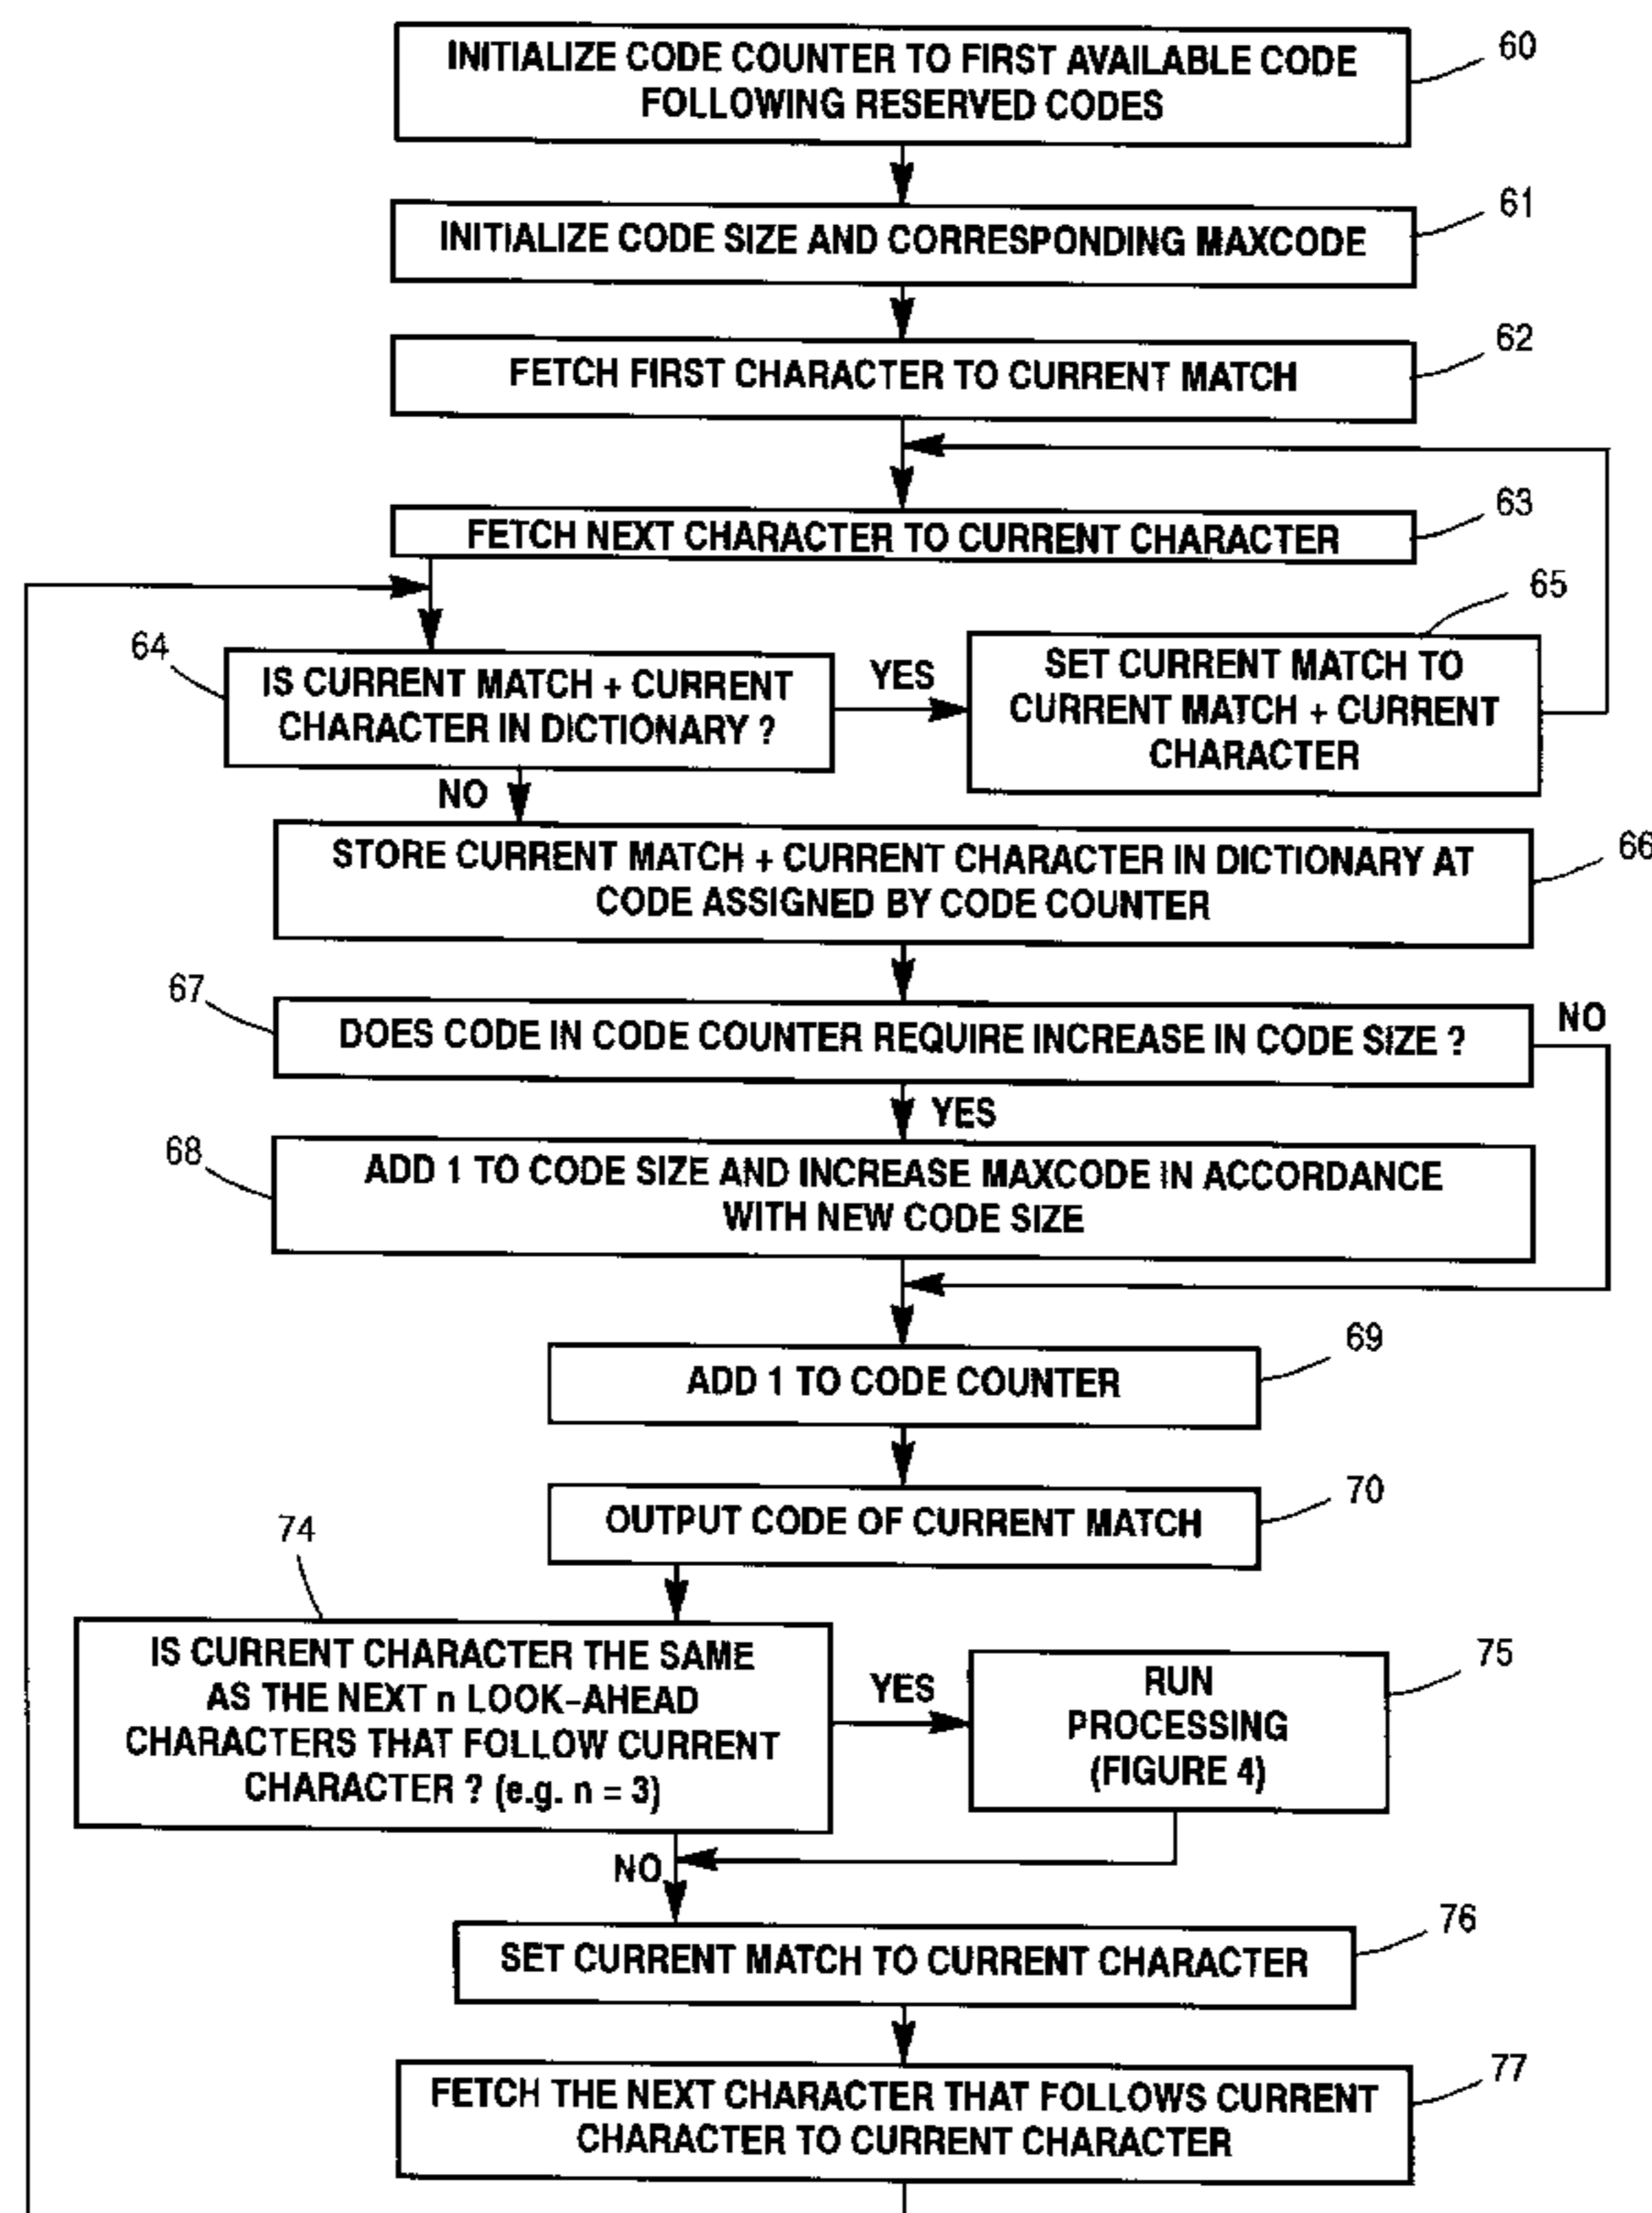 INITIALIZE CODE COUNTER TO FIRST AVAILABLE CODE
FOLLOWING RESERVED CODES
60
INITIALIZE CODE SIZE AND CORRESPONDING MAXCODE
61
FETCH FIRST CHARACTER TO CURRENT MATCH
62
FETCH NEXT CHARACTER TO CURRENT CHARACTER
63
64
IS CURRENT MATCH + CURRENT
CHARACTER IN DICTIONARY ?
YES
65
SET CURRENT MATCH TO
CURRENT MATCH + CURRENT
CHARACTER
NO
STORE CURRENT MATCH + CURRENT CHARACTER IN DICTIONARY AT
CODE ASSIGNED BY CODE COUNTER
66
67
DOES CODE IN CODE COUNTER REQUIRE INCREASE IN CODE SIZE ?
NO
YES
68
ADD 1 TO CODE SIZE AND INCREASE MAXCODE IN ACCORDANCE
WITH NEW CODE SIZE
69
ADD 1 TO CODE COUNTER
70
OUTPUT CODE OF CURRENT MATCH
74
IS CURRENT CHARACTER THE SAME
AS THE NEXT n LOOK-AHEAD
CHARACTERS THAT FOLLOW CURRENT
CHARACTER ? (e.g. n = 3)
YES
75
RUN
PROCESSING
(FIGURE 4)
NO
76
SET CURRENT MATCH TO CURRENT CHARACTER
77
FETCH THE NEXT CHARACTER THAT FOLLOWS CURRENT
CHARACTER TO CURRENT CHARACTER